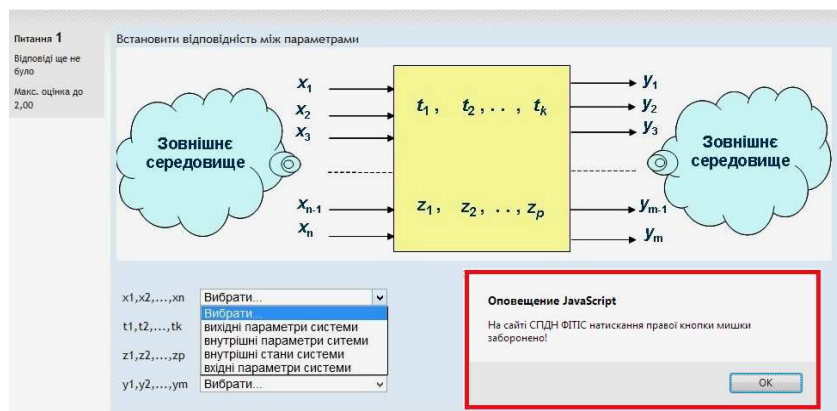 Питання 1
Відповіді ще не
було
Макс. оцінка до
2,00
Встановити відповідність між параметрами
Зовнішнє
середовище
x1
x2
x3
xn-1
xn
t1, t2, . . , tk
z1, z2, . . , zp
y1
y2
y3
ym-1
ym
Зовнішнє
середовище
x1,x2,...,xn Вибрати...
Вибрати...
вихідні параметри системи
t1,t2,...,tk
внутрішні параметри ситеми
z1,z2,...,zp внутрішні стани системи
вхідні параметри системи
y1,y2,...,ym Вибрати...
Оповещение JavaScript
На сайті СПДН ФІТІС натискання правої кнопки мишки
заборонено!
OK